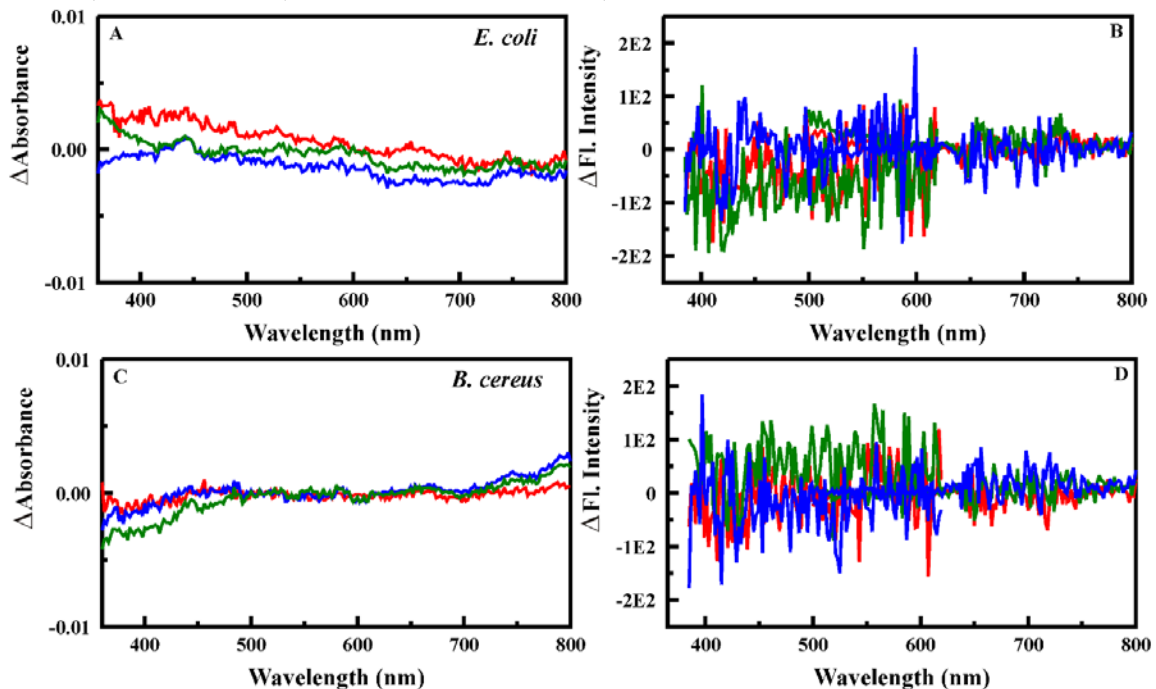 A
E. coli
0.01
0.00
-0.01
ΔAbsorbance
400 500 600 700 800
Wavelength (nm)
B
2E2
1E2
0
-1E2
-2E2
ΔFl. Intensity
400 500 600 700 800
Wavelength (nm)
C
B. cereus
0.01
0.00
-0.01
ΔAbsorbance
400 500 600 700 800
Wavelength (nm)
D
2E2
1E2
0
-1E2
-2E2
ΔFl. Intensity
400 500 600 700 800
Wavelength (nm)